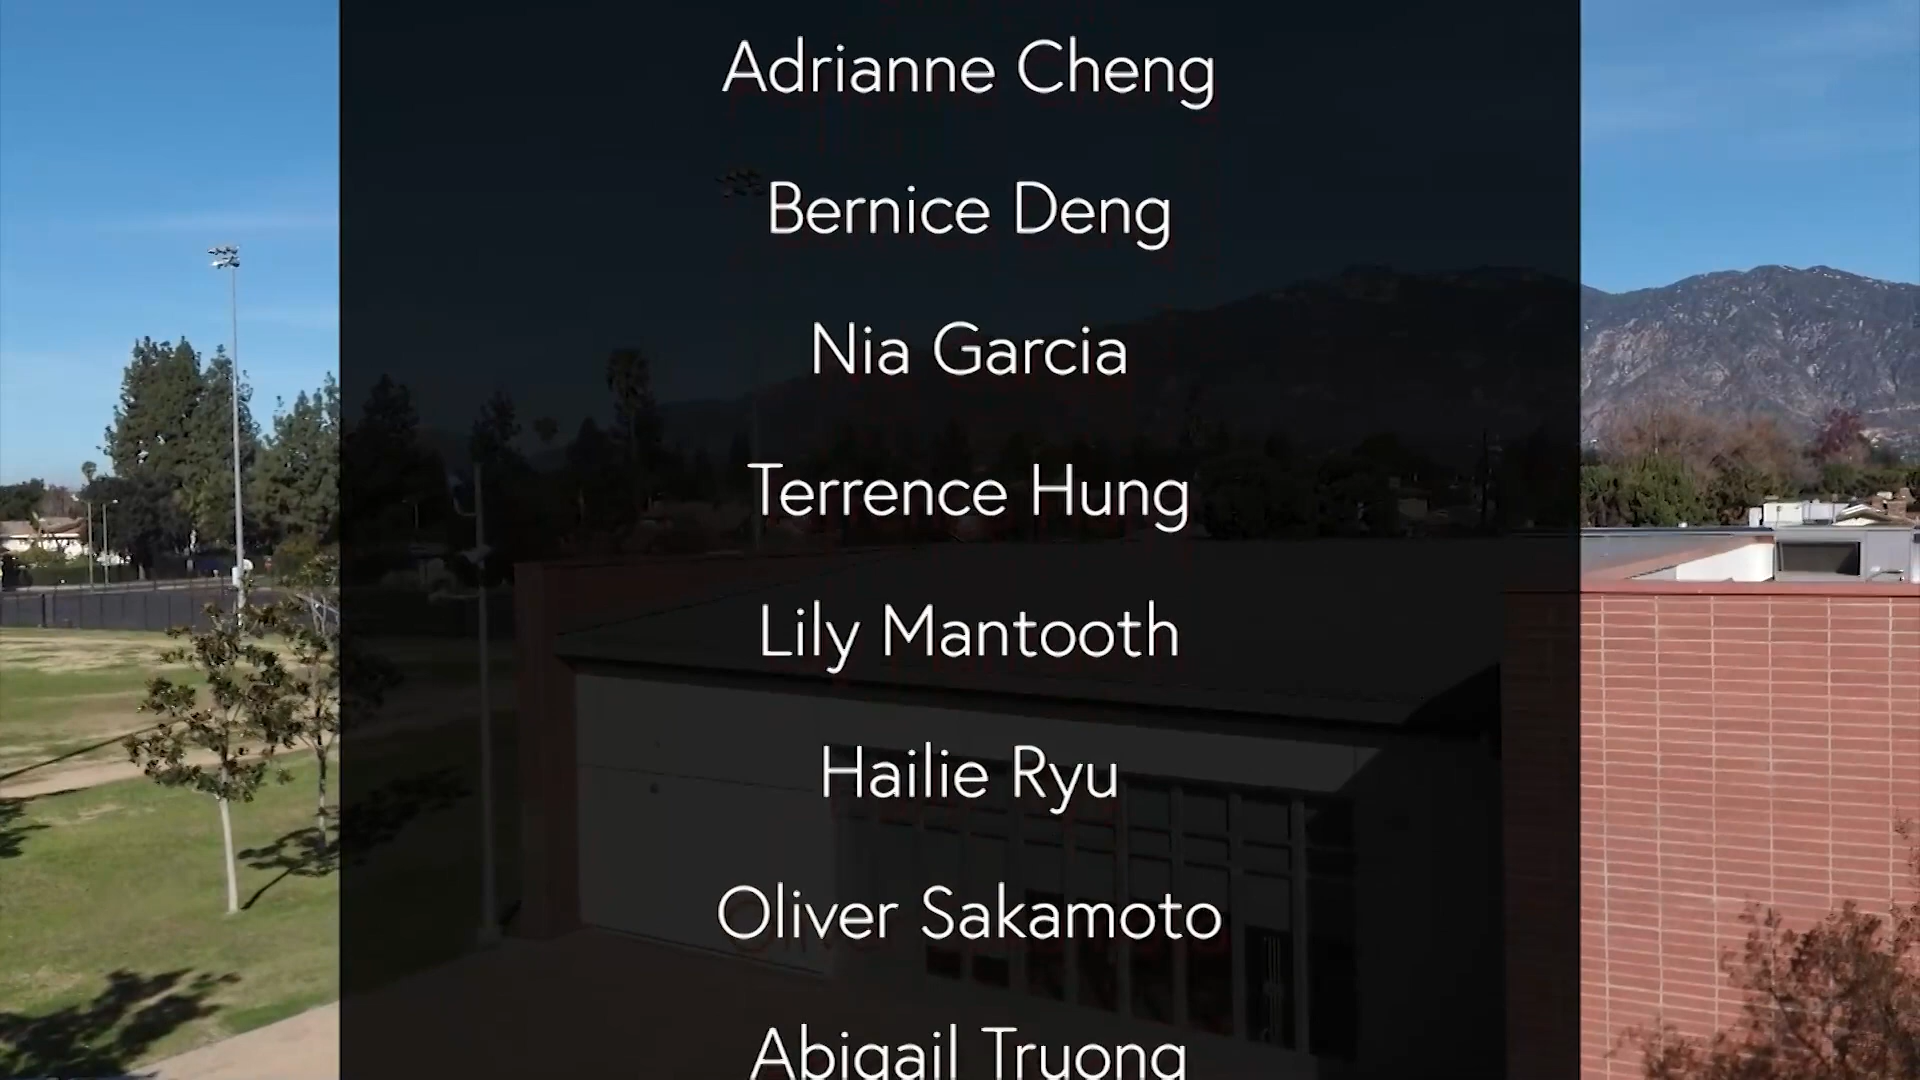 Adrianne Cheng
Bernice Deng
Nia Garcia
Terrence Hung
Lily Mantooth
Hailie Ryu
Oliver Sakamoto
Abigail Truong